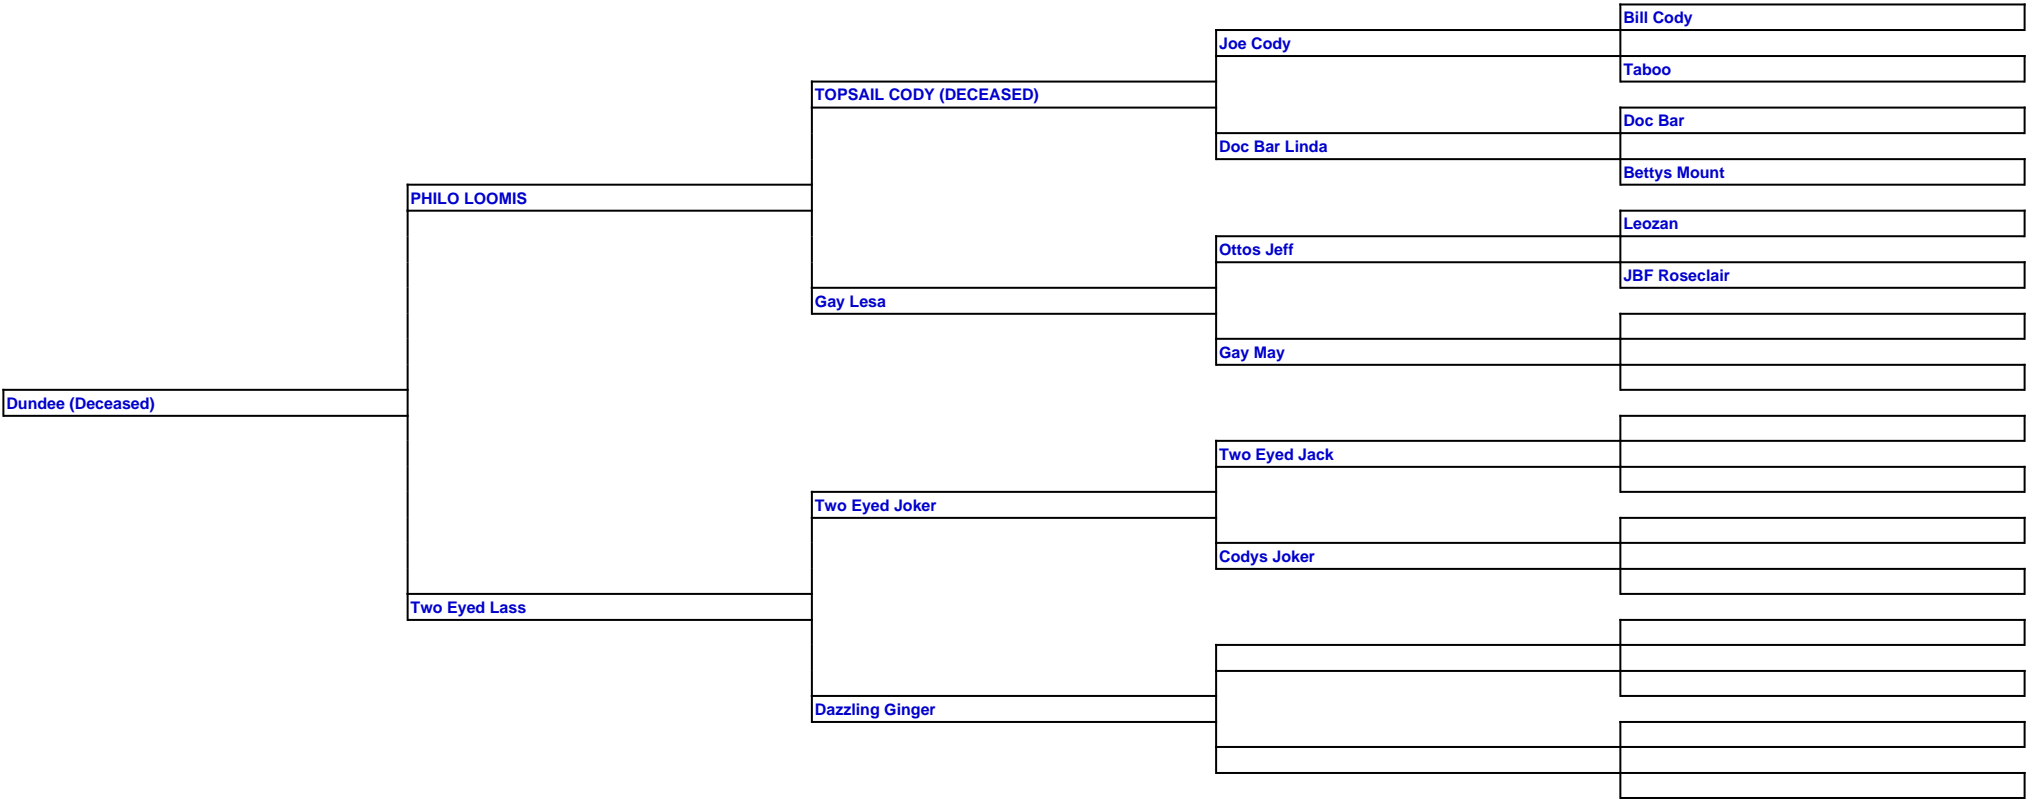 Bill Cody
Joe Cody
Taboo
TOPSAIL CODY (DECEASED)
Doc Bar
Doc Bar Linda
Bettys Mount
PHILO LOOMIS
Leozan
Ottos Jeff
JBF Roseclair
Gay Lesa
Gay May
Dundee (Deceased)
Two Eyed Jack
Two Eyed Joker
Codys Joker
Two Eyed Lass
Dazzling Ginger